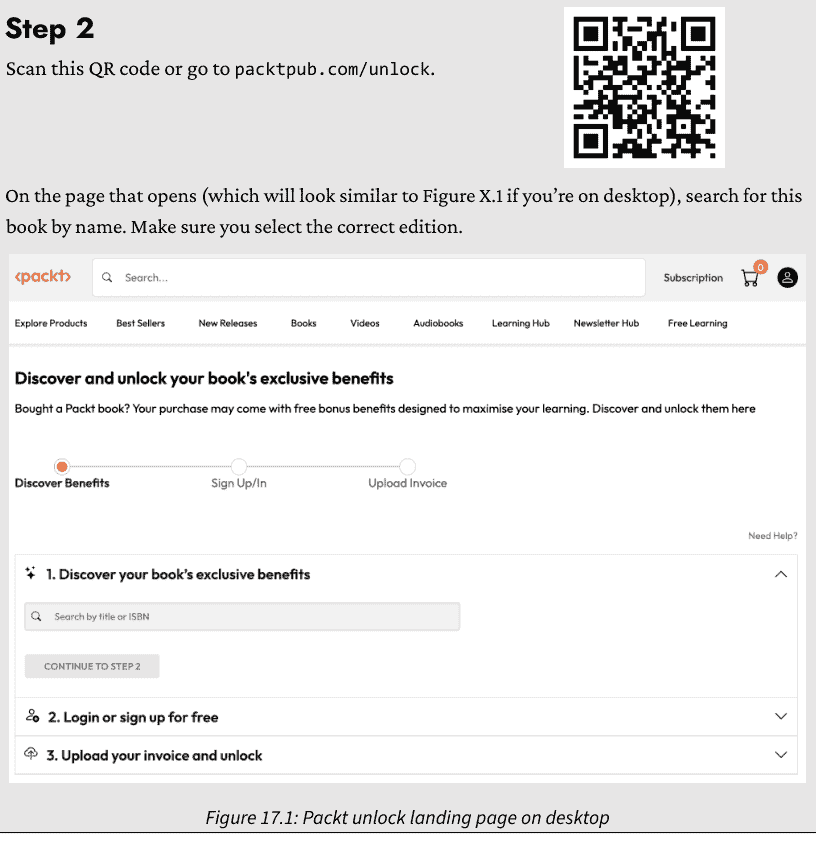 Step 2
Scan this QR code or go to packtpub.com/unlock.
On the page that opens (which will look similar to Figure X.1 if you're on desktop), search for this
book by name. Make sure you select the correct edition.
<packt>
Search...
Subscription
0
Explore Products Best Sellers New Releases Books Videos Audiobooks Learning Hub Newsletter Hub Free Learning
Discover and unlock your book's exclusive benefits
Bought a Packt book? Your purchase may come with free bonus benefits designed to maximise your learning. Discover and unlock them here
Discover Benefits Sign Up/In Upload Invoice
Need Help?
1. Discover your book's exclusive benefits
Search by title or ISBN
CONTINUE TO STEP 2
2. Login or sign up for free
3. Upload your invoice and unlock
Figure 17.1: Packt unlock landing page on desktop